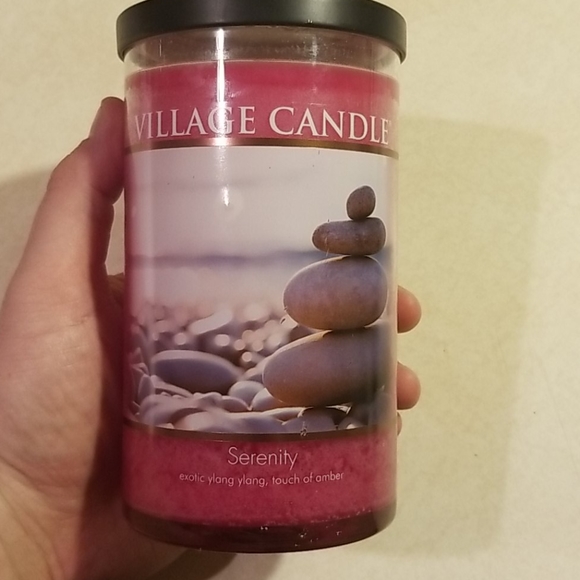 VILLAGE CANDLE
Serenity
exotic ylang ylang, touch of amber